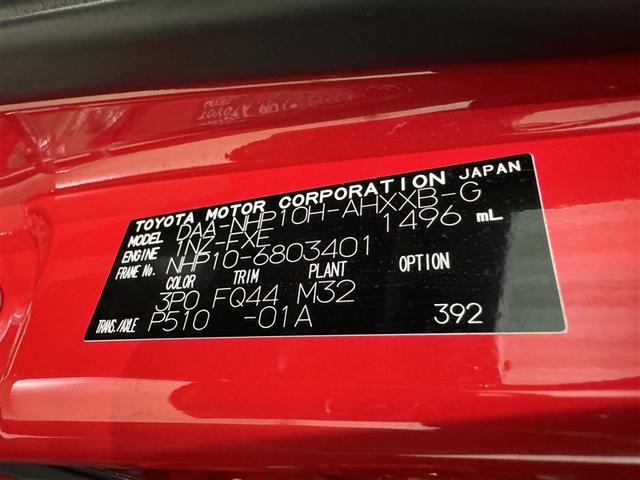 TOYOTA MOTOR CORPORATION JAPAN
MODEL DAA-NHP10H-AHXXB-G
ENGINE 1NZ-FXE 1496 mL
FRAME No. NHP10-6803401
COLOR TRIM PLANT OPTION
3P0 FQ44 M32
TRANS./AXLE P510 -01A 392